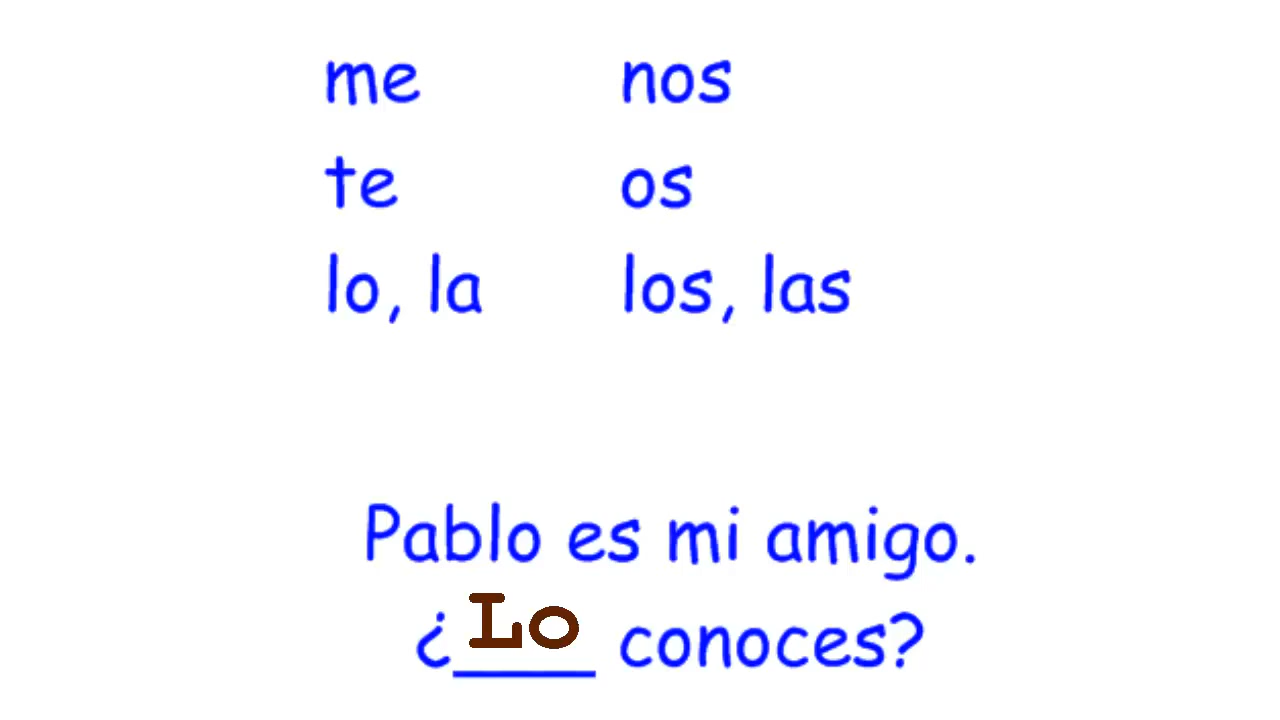 me nos
te os
lo, la los, las
Pablo es mi amigo.
¿Lo conoces?